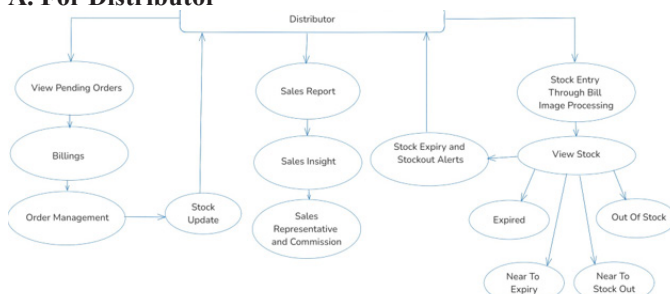 A. For Distributor
Distributor
View Pending Orders
Billings
Order Management
Stock
Update
Sales Report
Sales Insight
Sales
Representative
and Commission
Stock Expiry and
Stockout Alerts
Stock Entry
Through Bill
Image Processing
View Stock
Expired
Out Of Stock
Near To
Expiry
Near To
Stock Out